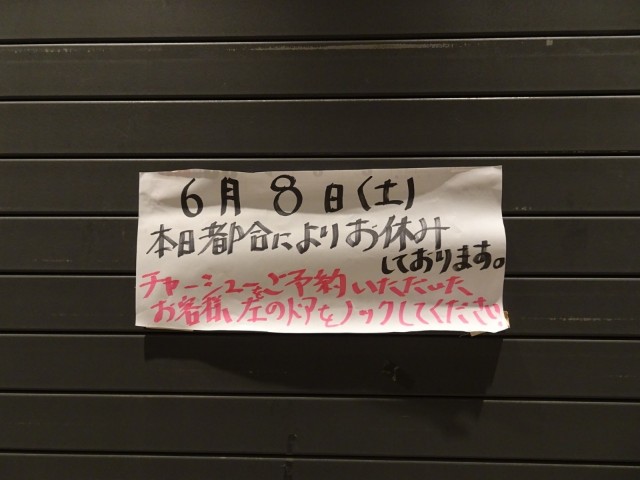 6月8日(土)
本日都合によりお休み
しております。
チャーシューをご予約いただいた
お客様、左のドアをノックしてください!